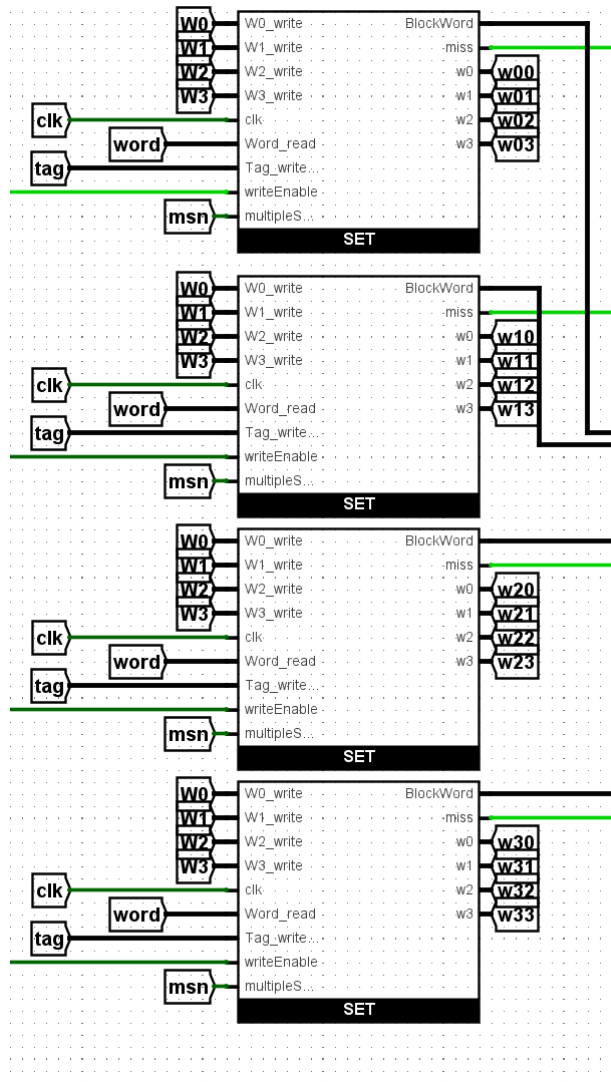 W0 W0_write BlockWord
W1 W1_write miss
W2 W2_write w0 w00
W3 W3_write w1 w01
clk clk w2 w02
word Word_read w3 w03
tag Tag_write...
writeEnable
msn multipleS...
SET
W0 W0_write BlockWord
W1 W1_write miss
W2 W2_write w0 w10
W3 W3_write w1 w11
clk clk w2 w12
word Word_read w3 w13
tag Tag_write...
writeEnable
msn multipleS...
SET
W0 W0_write BlockWord
W1 W1_write miss
W2 W2_write w0 w20
W3 W3_write w1 w21
clk clk w2 w22
word Word_read w3 w23
tag Tag_write...
writeEnable
msn multipleS...
SET
W0 W0_write BlockWord
W1 W1_write miss
W2 W2_write w0 w30
W3 W3_write w1 w31
clk clk w2 w32
word Word_read w3 w33
tag Tag_write...
writeEnable
msn multipleS...
SET